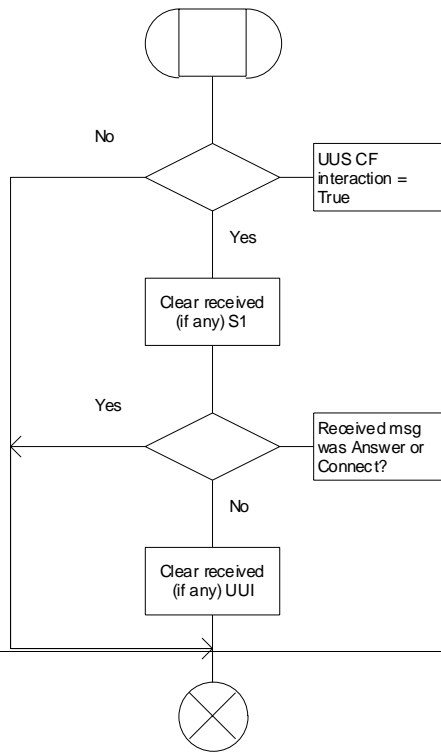 No
UUS CF
interaction =
True
Yes
Clear received
(if any) S1
Yes
Received msg
was Answer or
Connect?
No
Clear received
(if any) UUI